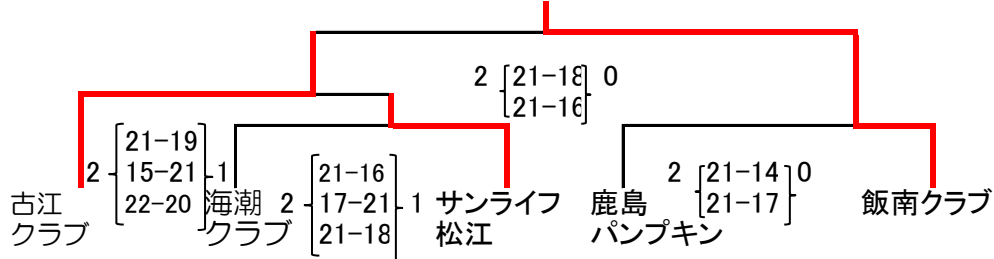 2 21-18 0
21-16
21-19
2 15-21 1
22-20
21-16
2 17-21 1
21-18
2 21-14 0
21-17
古江
クラブ
海潮
クラブ
サンライフ
松江
鹿島
パンプキン
飯南クラブ